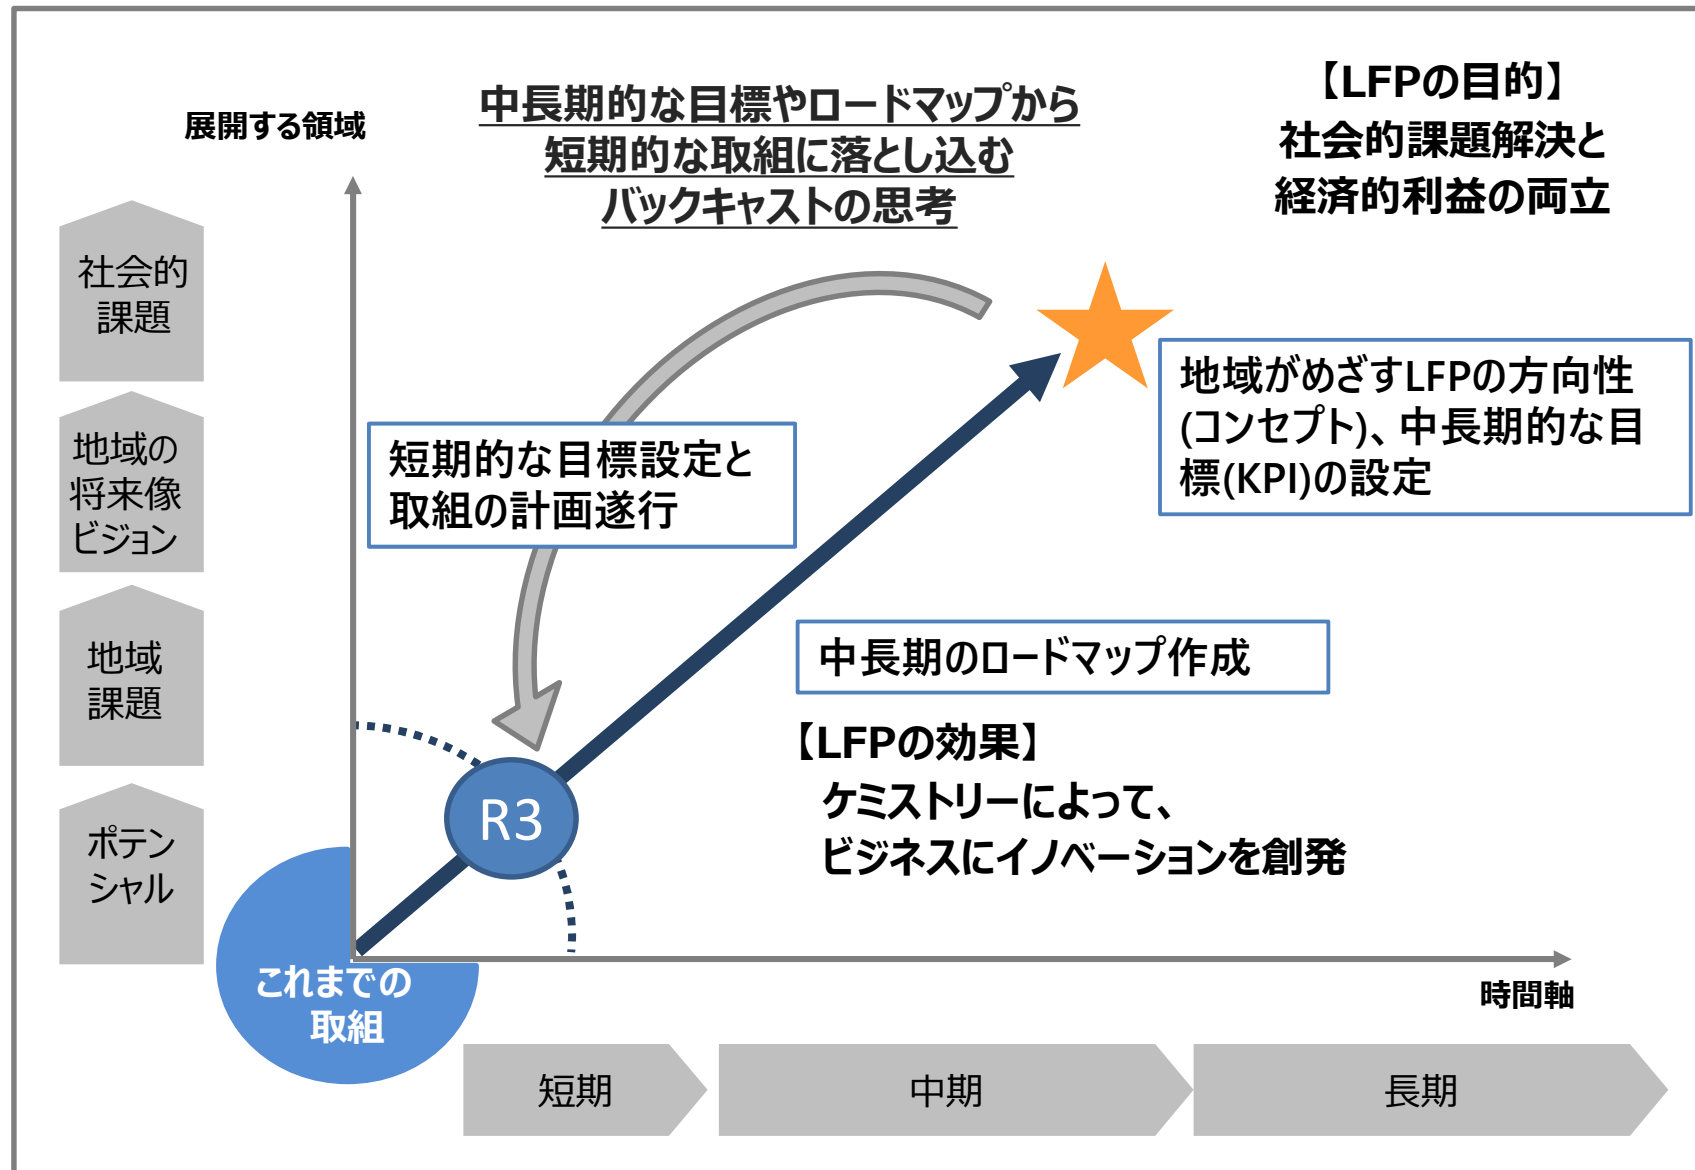 展開する領域
中長期的な目標やロードマップから
短期的な取組に落とし込む
バックキャストの思考
【LFPの目的】
社会的課題解決と
経済的利益の両立
社会的
課題
地域の
将来像
ビジョン
地域
課題
ポテン
シャル
短期的な目標設定と
取組の計画遂行
地域がめざすLFPの方向性
(コンセプト)、中長期的な目
標(KPI)の設定
中長期のロードマップ作成
【LFPの効果】
ケミストリーによって、
ビジネスにイノベーションを創発
R3
これまでの
取組
時間軸
短期
中期
長期